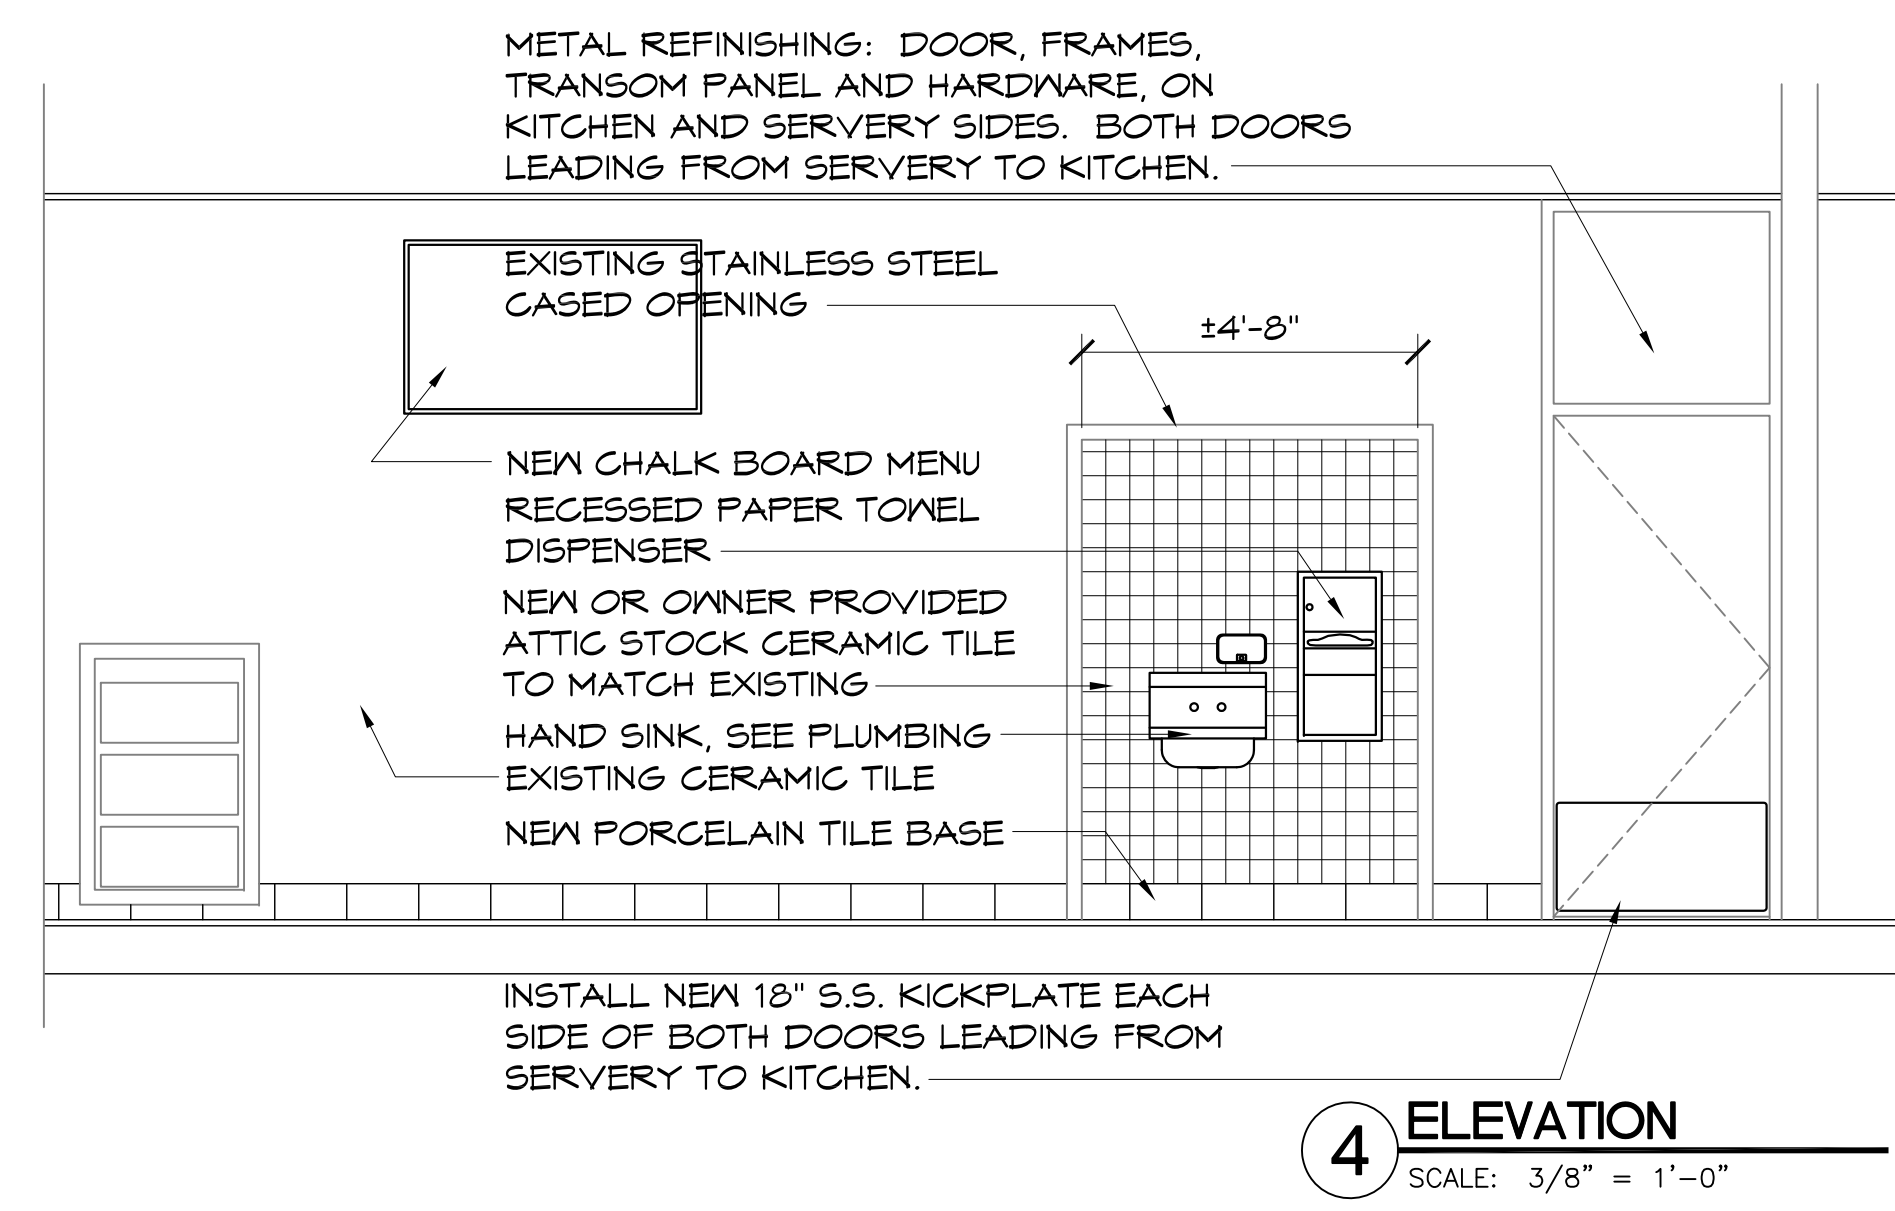 METAL REFINISHING: DOOR, FRAMES,
TRANSOM PANEL AND HARDWARE, ON
KITCHEN AND SERVERY SIDES. BOTH DOORS
LEADING FROM SERVERY TO KITCHEN.
EXISTING STAINLESS STEEL
CASED OPENING
±4'-8"
NEW CHALK BOARD MENU
RECESSED PAPER TOWEL
DISPENSER
NEW OR OWNER PROVIDED
ATTIC STOCK CERAMIC TILE
TO MATCH EXISTING
HAND SINK, SEE PLUMBING
EXISTING CERAMIC TILE
NEW PORCELAIN TILE BASE
INSTALL NEW 18" S.S. KICKPLATE EACH
SIDE OF BOTH DOORS LEADING FROM
SERVERY TO KITCHEN.
4 ELEVATION
SCALE: 3/8” = 1’-0”